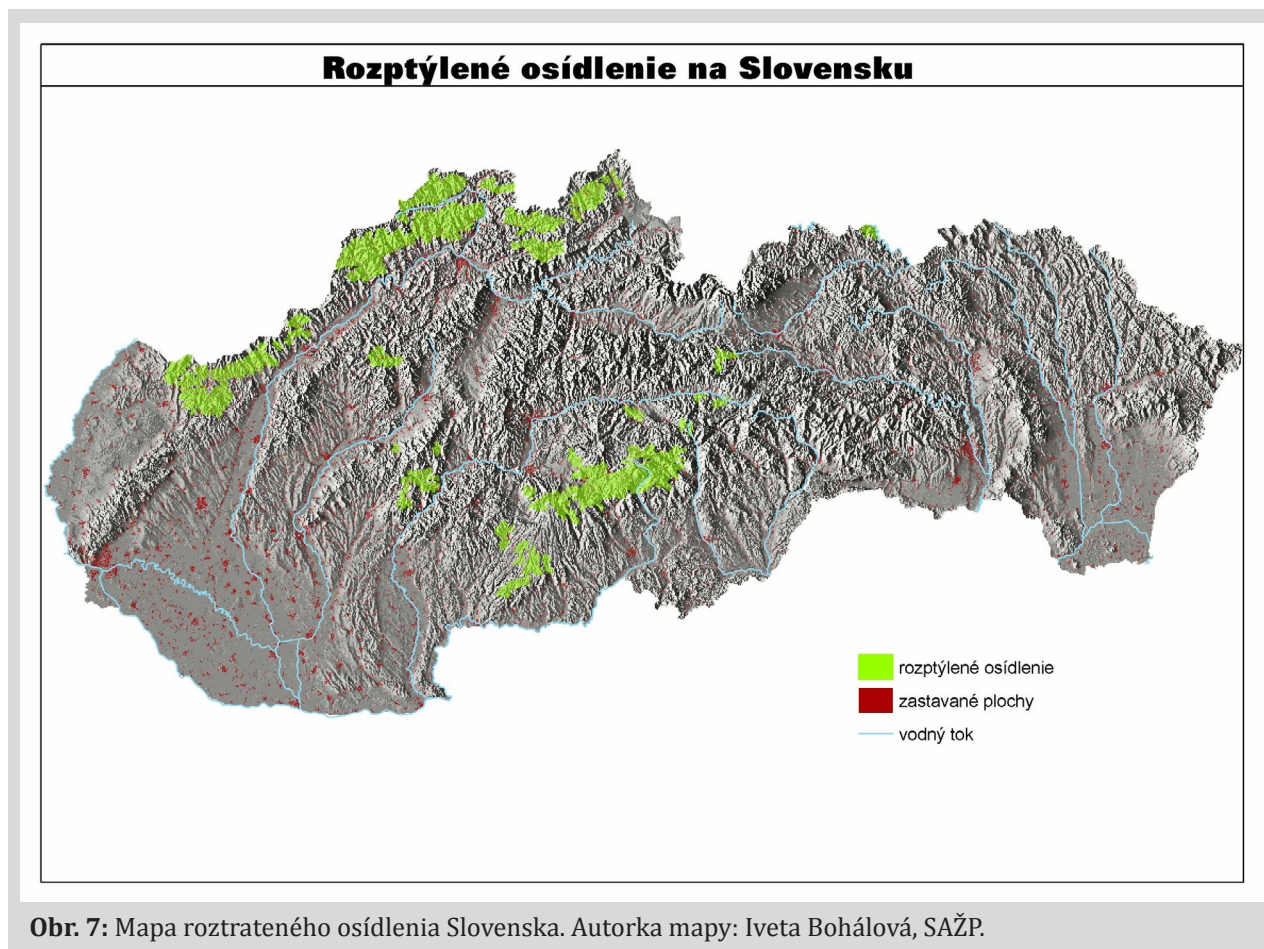 Rozptýlené osídlenie na Slovensku
rozptýlené osídlenie
zastavané plochy
vodný tok
Obr. 7: Mapa roztrateného osídlenia Slovenska. Autorka mapy: Iveta Bohálová, SAŽP.